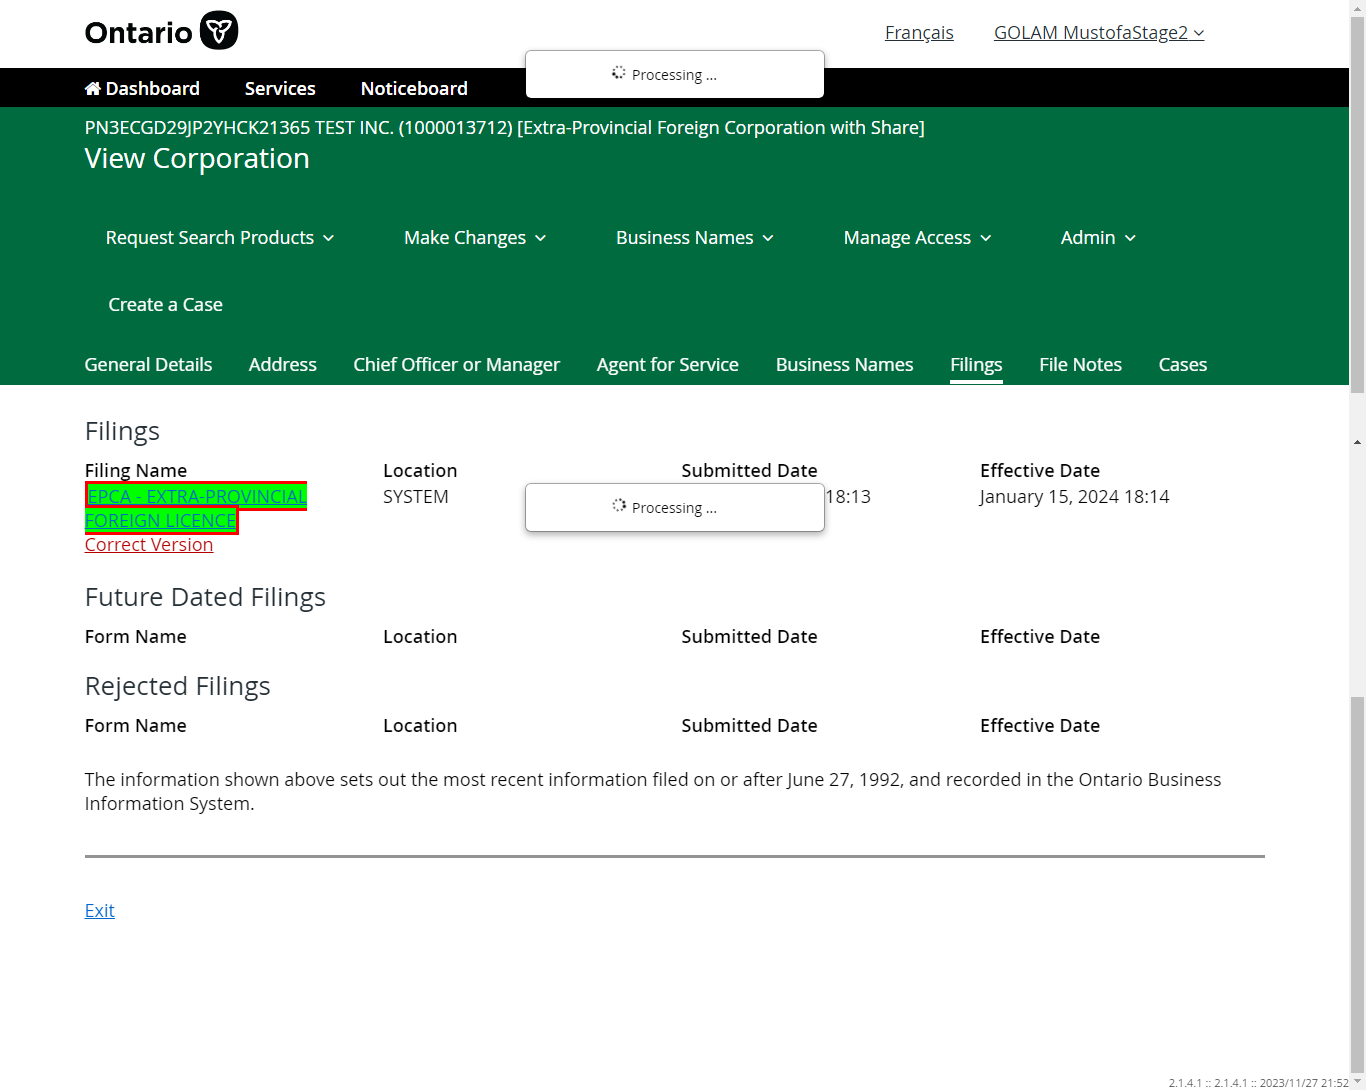 Ontario
Français
GOLAM MustofaStage2
Processing ...
Dashboard Services Noticeboard
PN3ECGD29JP2YHCK21365 TEST INC. (1000013712) [Extra-Provincial Foreign Corporation with Share]
View Corporation
Request Search Products Make Changes Business Names Manage Access Admin
Create a Case
General Details Address Chief Officer or Manager Agent for Service Business Names Filings File Notes Cases
Filings
Filing Name Location Submitted Date Effective Date
EPCA - EXTRA-PROVINCIAL SYSTEM 18:13 January 15, 2024 18:14
Processing ...
FOREIGN LICENCE
Correct Version
Future Dated Filings
Form Name Location Submitted Date Effective Date
Rejected Filings
Form Name Location Submitted Date Effective Date
The information shown above sets out the most recent information filed on or after June 27, 1992, and recorded in the Ontario Business
Information System.
Exit
2.1.4.1 :: 2.1.4.1 :: 2023/11/27 21:52